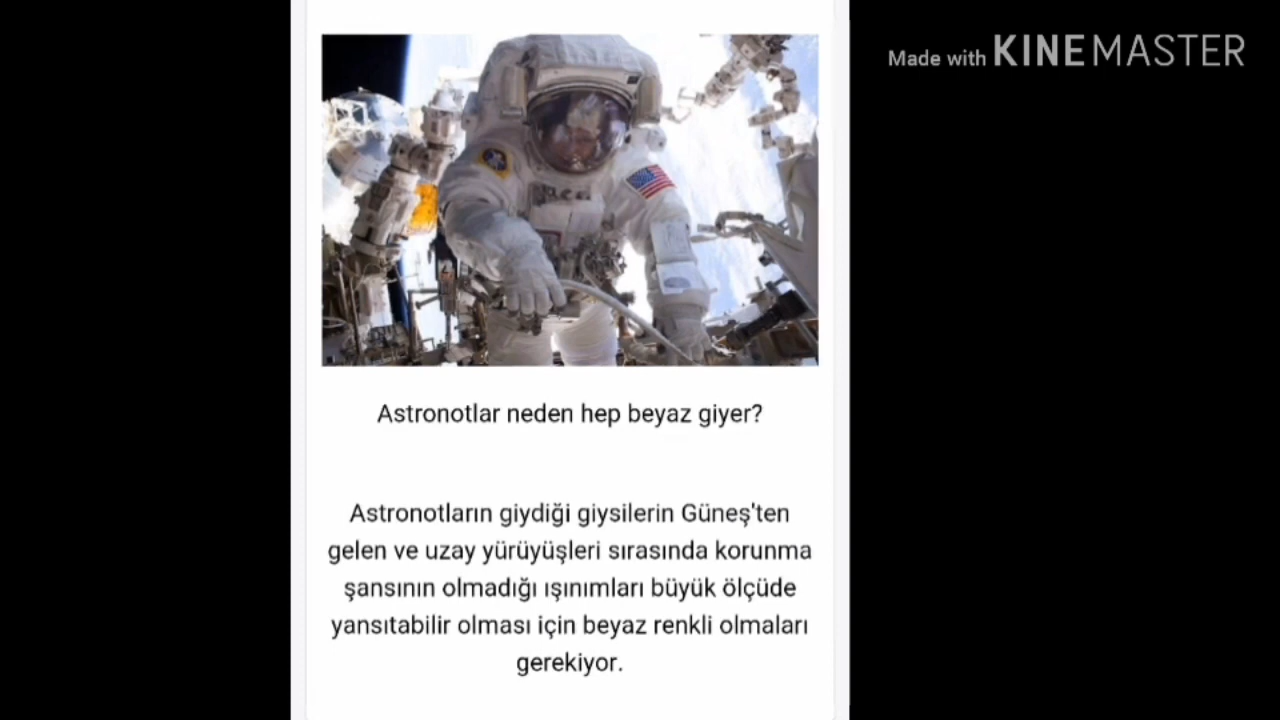 Made with KINEMASTER
Astronotlar neden hep beyaz giyer?
Astronotların giydiği giysilerin Güneş'ten
gelen ve uzay yürüyüşleri sırasında korunma
şansının olmadığı ışınımları büyük ölçüde
yansıtabilir olması için beyaz renkli olmaları
gerekiyor.